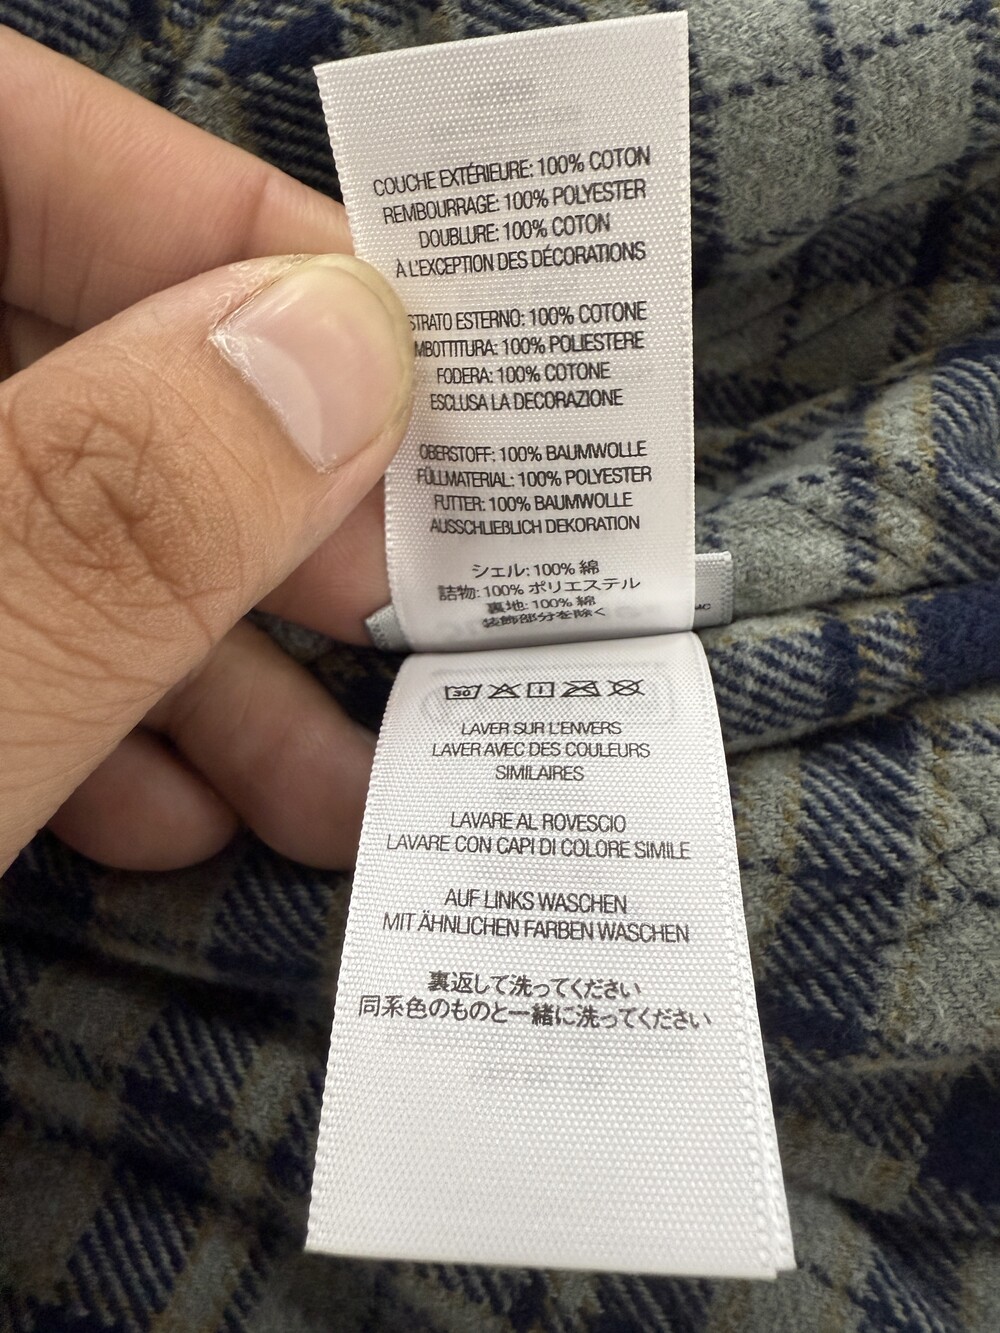 COUCHE EXTÉRIEURE: 100% COTON
REMBOURRAGE: 100% POLYESTER
DOUBLURE: 100% COTON
À L'EXCEPTION DES DÉCORATIONS
STRATO ESTERNO: 100% COTONE
MBOTTITURA: 100% POLIESTERE
FODERA: 100% COTONE
ESCLUSA LA DECORAZIONE
OBERSTOFF: 100% BAUMWOLLE
FÜLLMATERIAL: 100% POLYESTER
FUTTER: 100% BAUMWOLLE
AUSSCHLIEBLICH DEKORATION
シェル: 100% 綿
詰物: 100% ポリエステル
裏地: 100% 綿
装飾部分を除く
30
LAVER SUR L'ENVERS
LAVER AVEC DES COULEURS
SIMILAIRES
LAVARE AL ROVESCIO
LAVARE CON CAPI DI COLORE SIMILE
AUF LINKS WASCHEN
MIT ÄHNLICHEN FARBEN WASCHEN
裏返して洗ってください
同系色のものと一緒に洗ってください